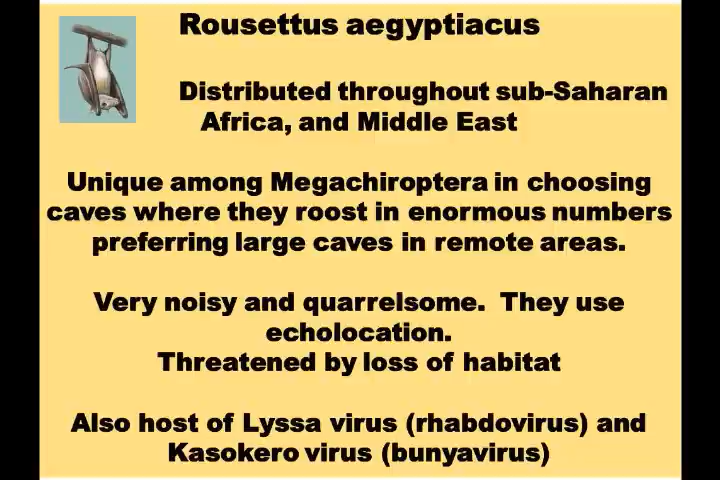 Rousettus aegyptiacus
Distributed throughout sub-Saharan
Africa, and Middle East
Unique among Megachiroptera in choosing
caves where they roost in enormous numbers
preferring large caves in remote areas.
Very noisy and quarrelsome.  They use
echolocation.
Threatened by loss of habitat
Also host of Lyssa virus (rhabdovirus) and
Kasokero virus (bunyavirus)